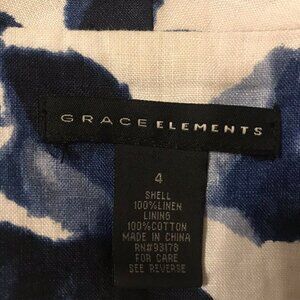 GRACE ELEMENTS
4
SHELL
100%LINEN
LINING
100%COTTON
MADE IN CHINA
RN#93178
FOR CARE
SEE REVERSE